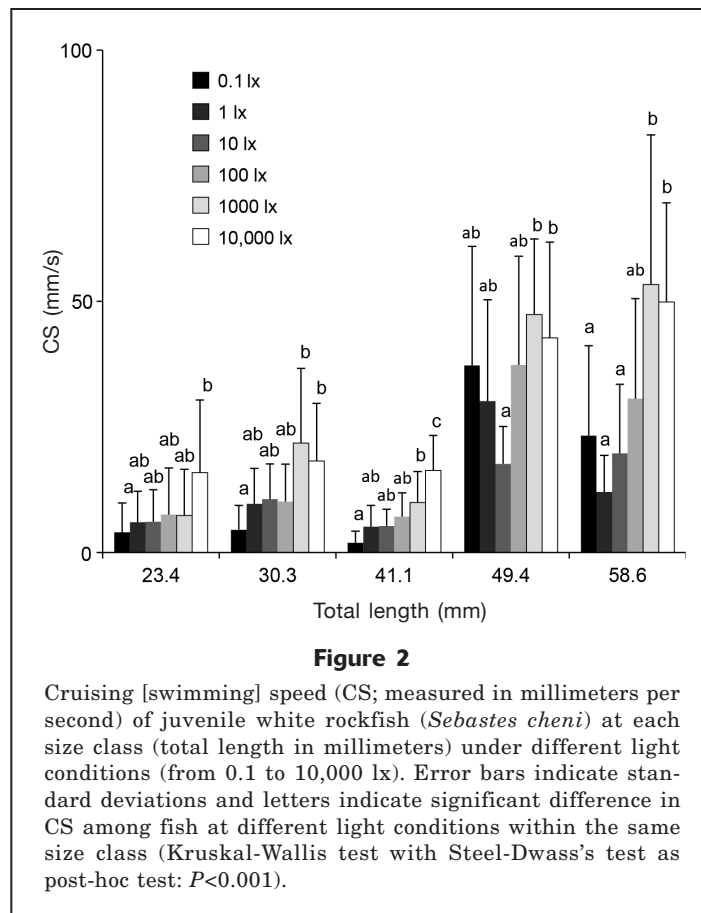 100
0.1 lx
1 lx
10 lx
100 lx
1000 lx
10,000 lx
CS (mm/s)
50
0
a ab ab ab ab b
a ab ab ab b b
a ab ab ab b c
ab ab a ab b b
a a a ab b b
23.4 30.3 41.1 49.4 58.6
Total length (mm)
Figure 2
Cruising [swimming] speed (CS; measured in millimeters per
second) of juvenile white rockfish (Sebastes cheni) at each
size class (total length in millimeters) under different light
conditions (from 0.1 to 10,000 lx). Error bars indicate stan-
dard deviations and letters indicate significant difference in
CS among fish at different light conditions within the same
size class (Kruskal-Wallis test with Steel-Dwass's test as
post-hoc test: P<0.001).